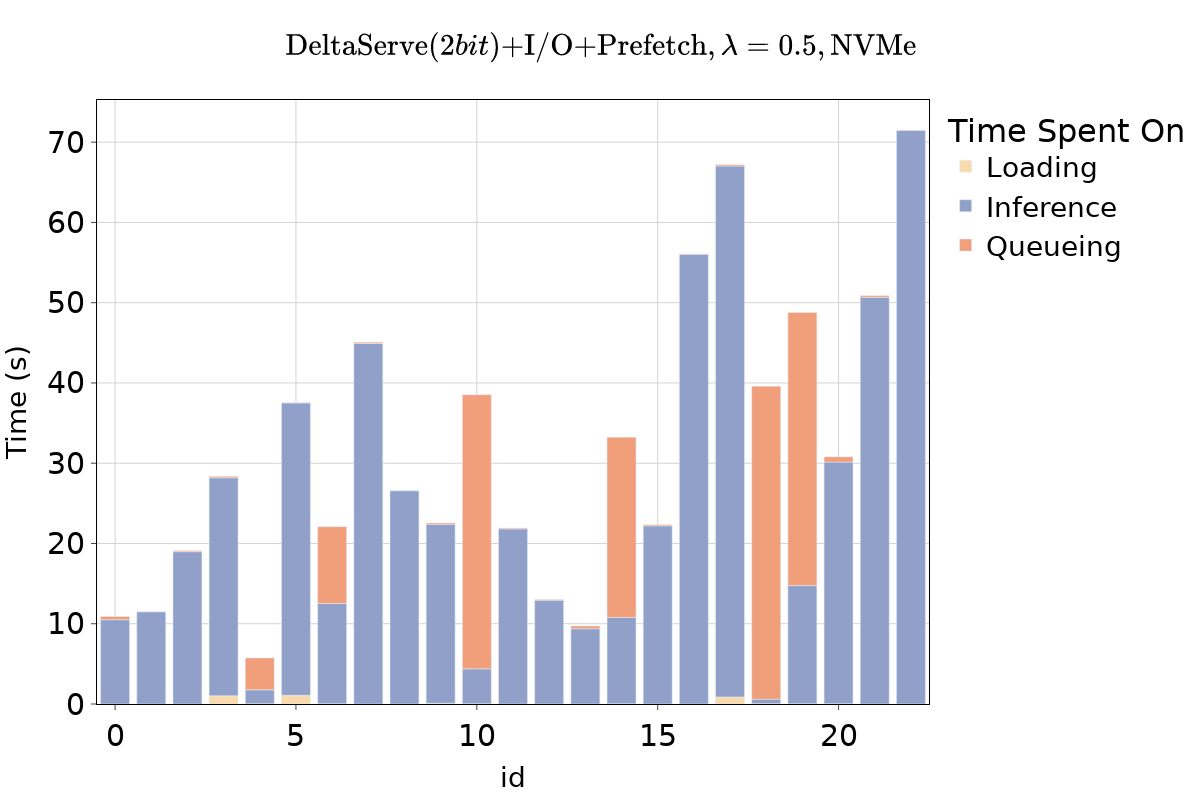 DeltaServe(2bit)+I/O+Prefetch, λ = 0.5, NVMe
Time Spent On
Loading
Inference
Queueing
Time (s)
70
60
50
40
30
20
10
0
0 5 10 15 20
id